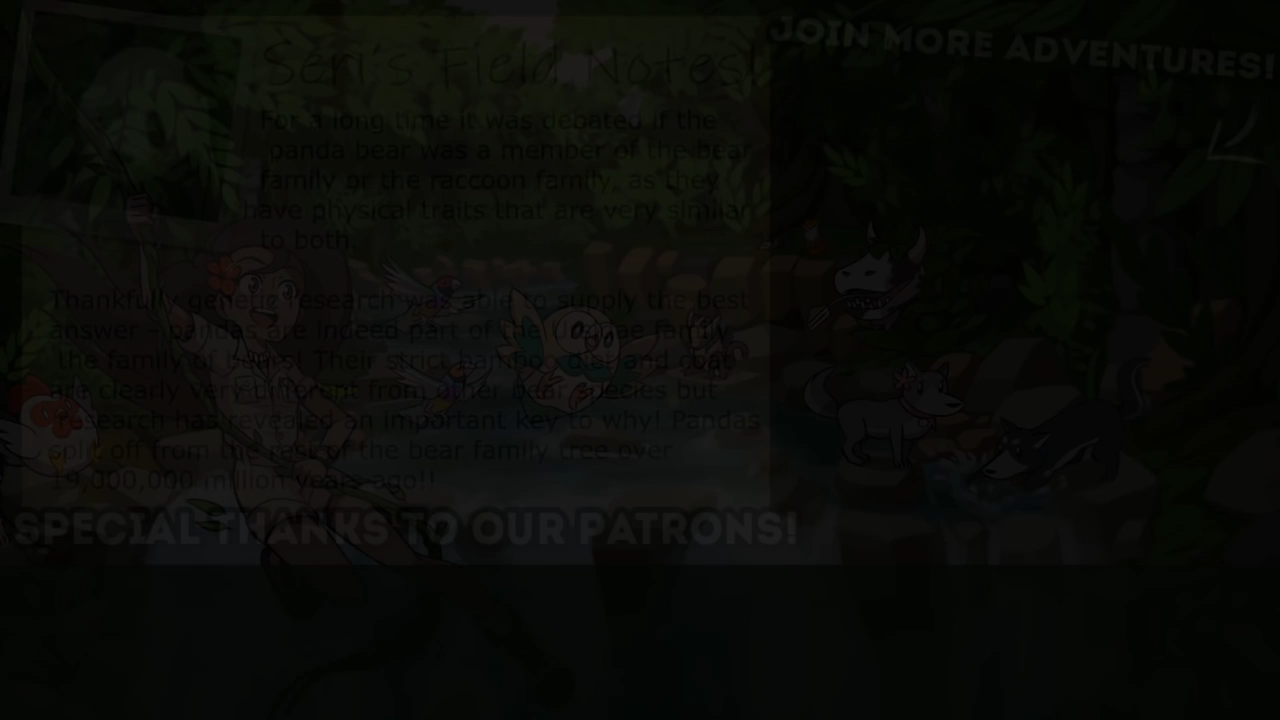 Seri's Field Notes!
JOIN MORE ADVENTURES!
For a long time it was debated if the
panda bear was a member of the bear
family or the raccoon family, as they
have physical traits that are very similar
to both.
Thankfully genetic research was able to supply the best
answer - pandas are indeed part of the Ursidae family,
the family of bears! Their strict bamboo diet and coat
are clearly very different from other bear species but
research has revealed an important key to why! Pandas
split off from the rest of the bear family tree over
19,000,000 million years ago!!
SPECIAL THANKS TO OUR PATRONS!